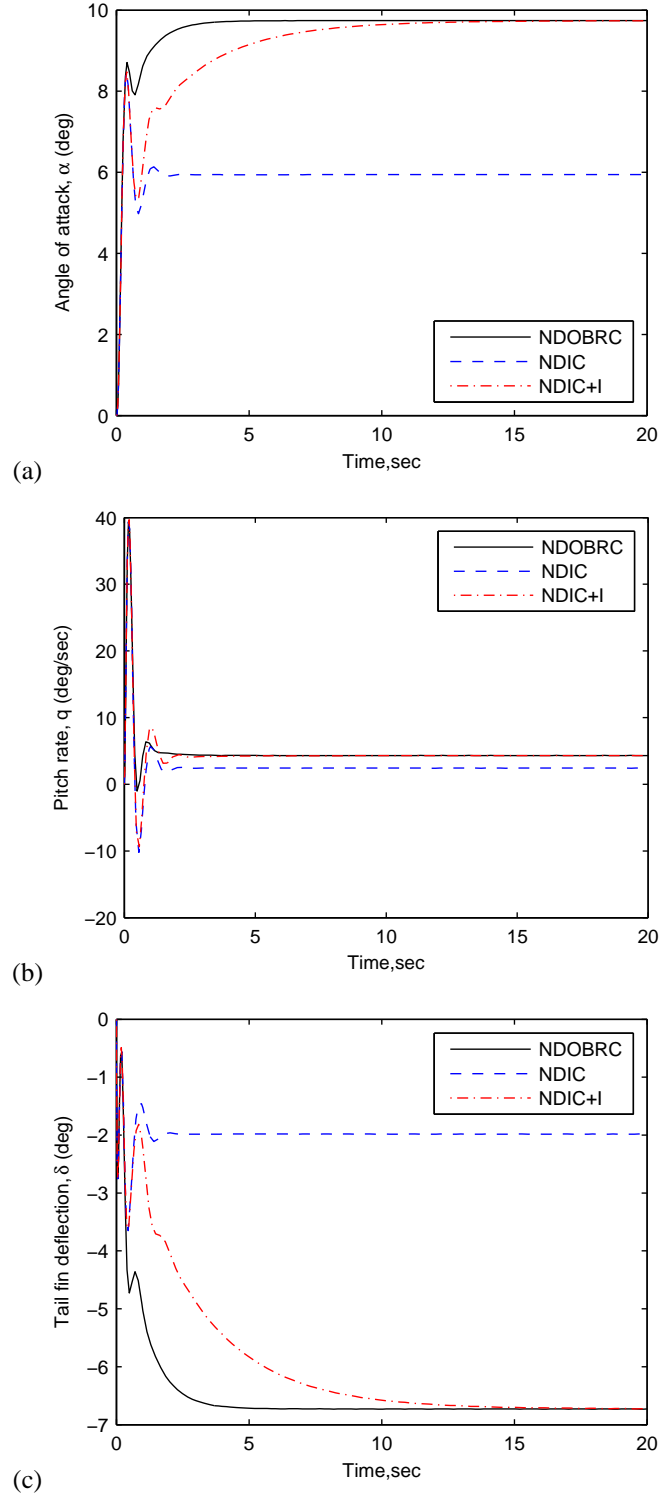 10
8
6
4
2
0
Angle of attack, α (deg)
NDOBRC
NDIC
NDIC+I
0 5 10 15 20
Time,sec
(a)
40
30
20
10
0
−10
−20
Pitch rate, q (deg/sec)
NDOBRC
NDIC
NDIC+I
0 5 10 15 20
Time,sec
(b)
0
−1
−2
−3
−4
−5
−6
−7
Tail fin deflection, δ (deg)
NDOBRC
NDIC
NDIC+I
0 5 10 15 20
Time,sec
(c)